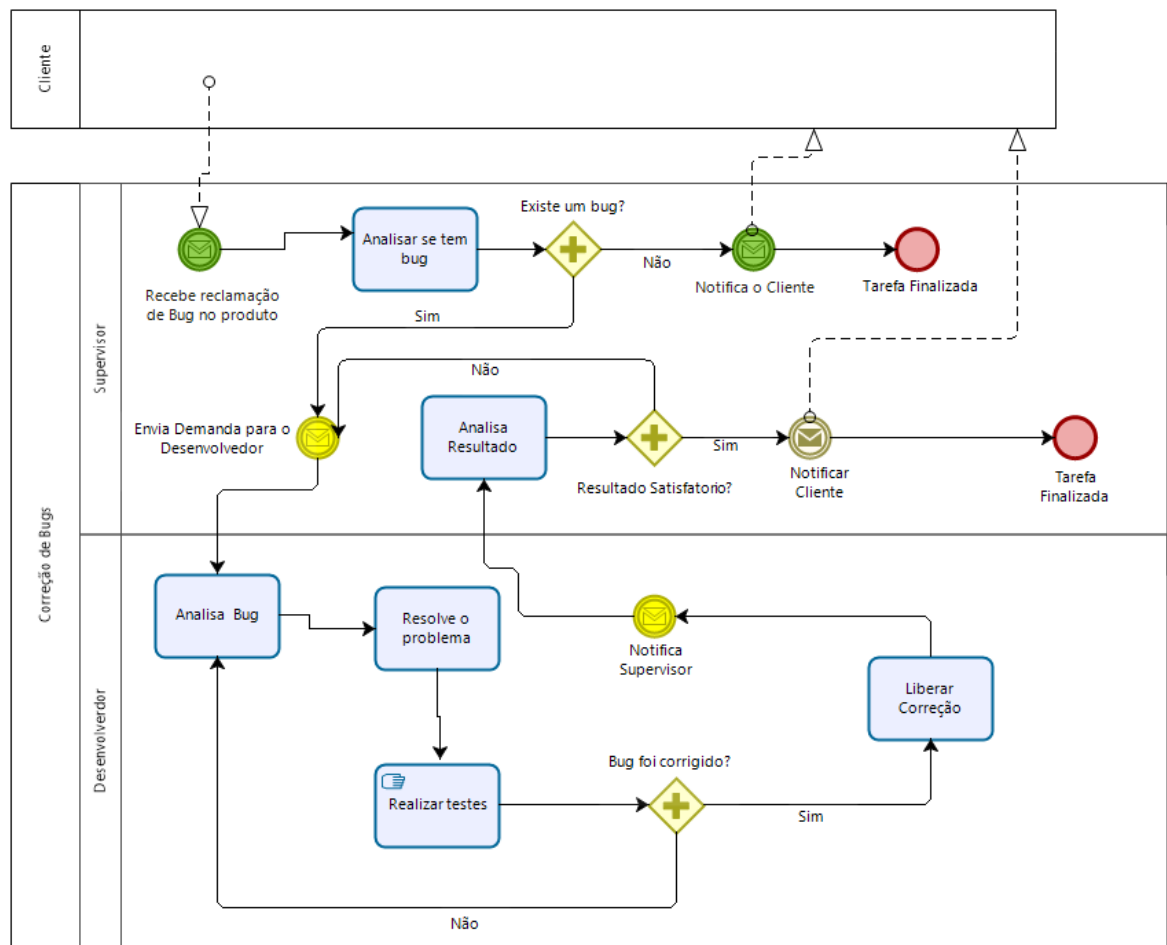 Cliente
Correção de Bugs
Supervisor
Existe um bug?
Analisar se tem
bug
Não
Notifica o Cliente
Tarefa Finalizada
Recebe reclamação
de Bug no produto
Sim
Não
Envia Demanda para o
Desenvolvedor
Analisa
Resultado
Sim
Resultado Satisfatorio?
Notificar
Cliente
Tarefa
Finalizada
Desenvolverdor
Analisa Bug
Resolve o
problema
Notifica
Supervisor
Liberar
Correção
Bug foi corrigido?
Realizar testes
Sim
Não